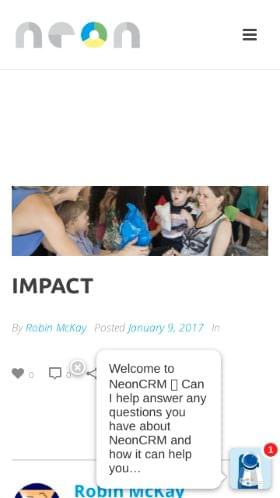 neon
IMPACT
By Robin McKay Posted January 9, 2017 In
0 0
Welcome to
NeonCRM Can
I help answer any
questions you
have about
NeonCRM and
how it can help
you...
1
Robin McKay